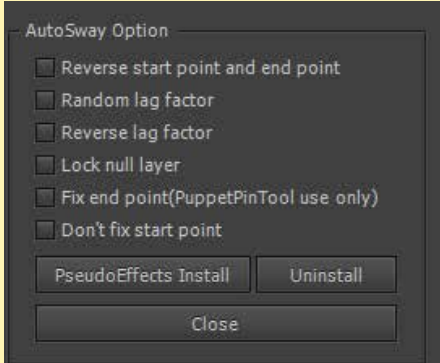 AutoSway Option
Reverse start point and end point
Random lag factor
Reverse lag factor
Lock null layer
Fix end point(PuppetPinTool use only)
Don't fix start point
PseudoEffects Install Uninstall
Close